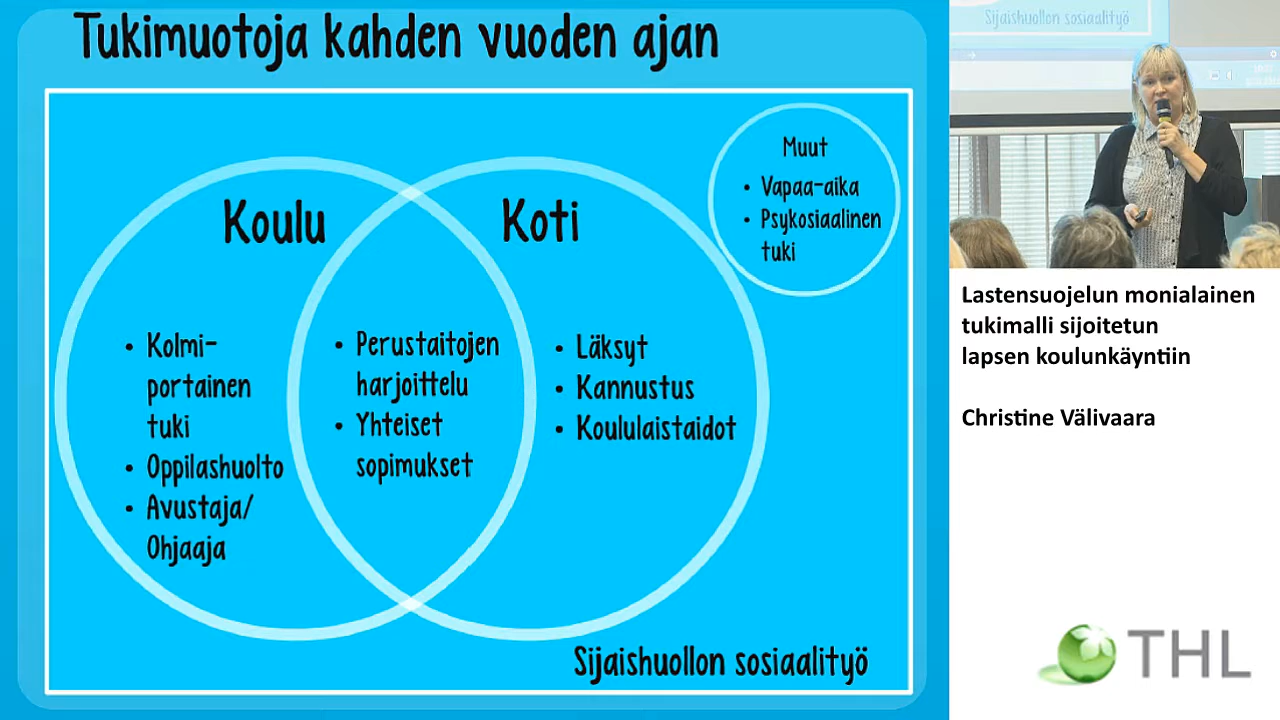 Tukimuotoja kahden vuoden ajan
Koulu
• Kolmi-
portainen
tuki
• Oppilashuolto
• Avustaja/
Ohjaaja
• Perustaitojen
harjoittelu
• Yhteiset
sopimukset
Koti
• Läksyt
• Kannustus
• Koululaistaidot
Muut
• Vapaa-aika
• Psykosiaalinen
tuki
Sijaishuollon sosiaalityö
Sijaishuollon sosiaalityö
Lastensuojelun monialainen
tukimalli sijoitetun
lapsen koulunkäyntiin
Christine Välivaara
THL